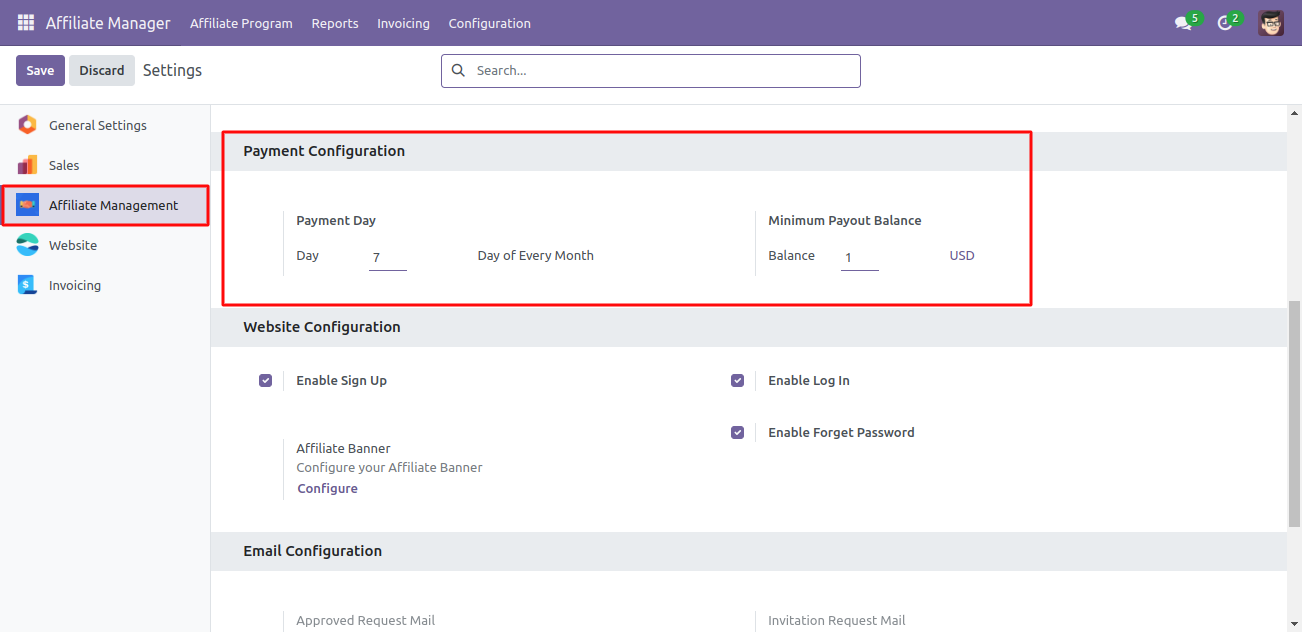 Affiliate Manager Affiliate Program Reports Invoicing Configuration 5 2
Save Discard Settings Search...
General Settings
Sales
Affiliate Management
Website
Invoicing
Payment Configuration
Payment Day Minimum Payout Balance
Day 7 Day of Every Month Balance 1 USD
Website Configuration
Enable Sign Up Enable Log In
Enable Forget Password
Affiliate Banner
Configure your Affiliate Banner
Configure
Email Configuration
Approved Request Mail Invitation Request Mail